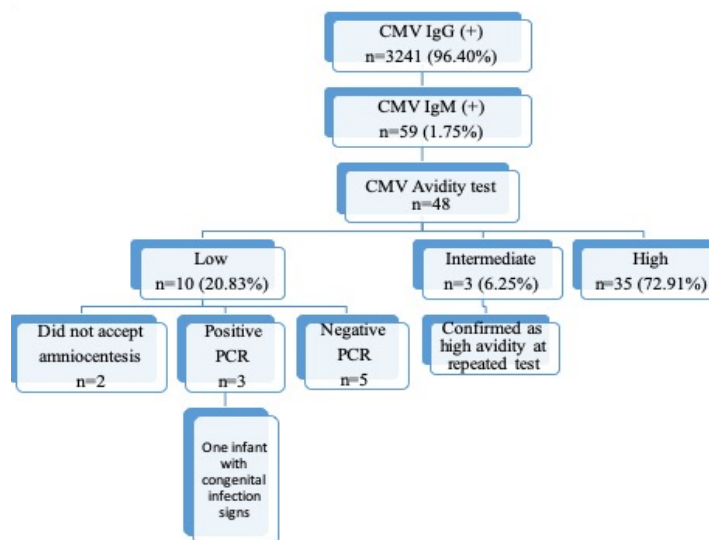 CMV IgG (+)
n=3241 (96.40%)
CMV IgM (+)
n=59 (1.75%)
CMV Avidity test
n=48
Low
n=10 (20.83%)
Intermediate
n=3 (6.25%)
High
n=35 (72.91%)
Did not accept
amniocentesis
n=2
Positive
PCR
n=3
Negative
PCR
n=5
Confirmed as
high avidity at
repeated test
One infant
with
congenital
infection
signs